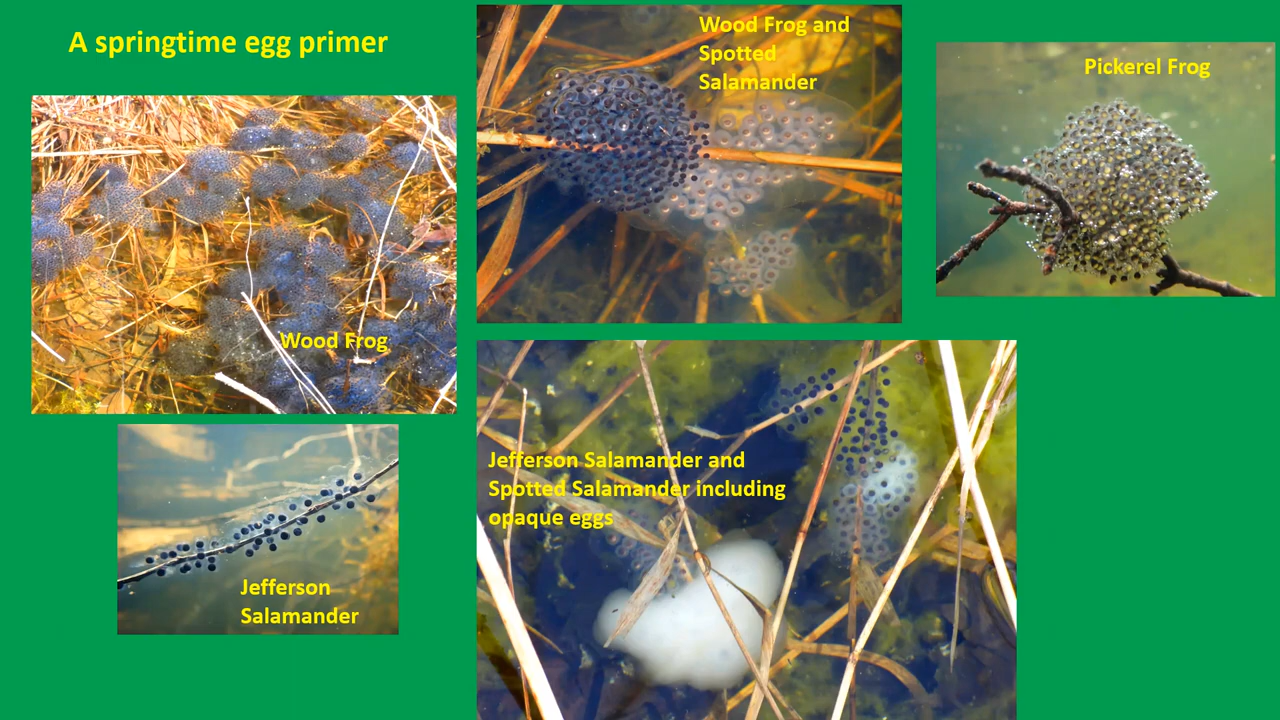 A springtime egg primer
Wood Frog and
Spotted
Salamander
Pickerel Frog
Wood Frog
Jefferson Salamander and
Spotted Salamander including
opaque eggs
Jefferson
Salamander